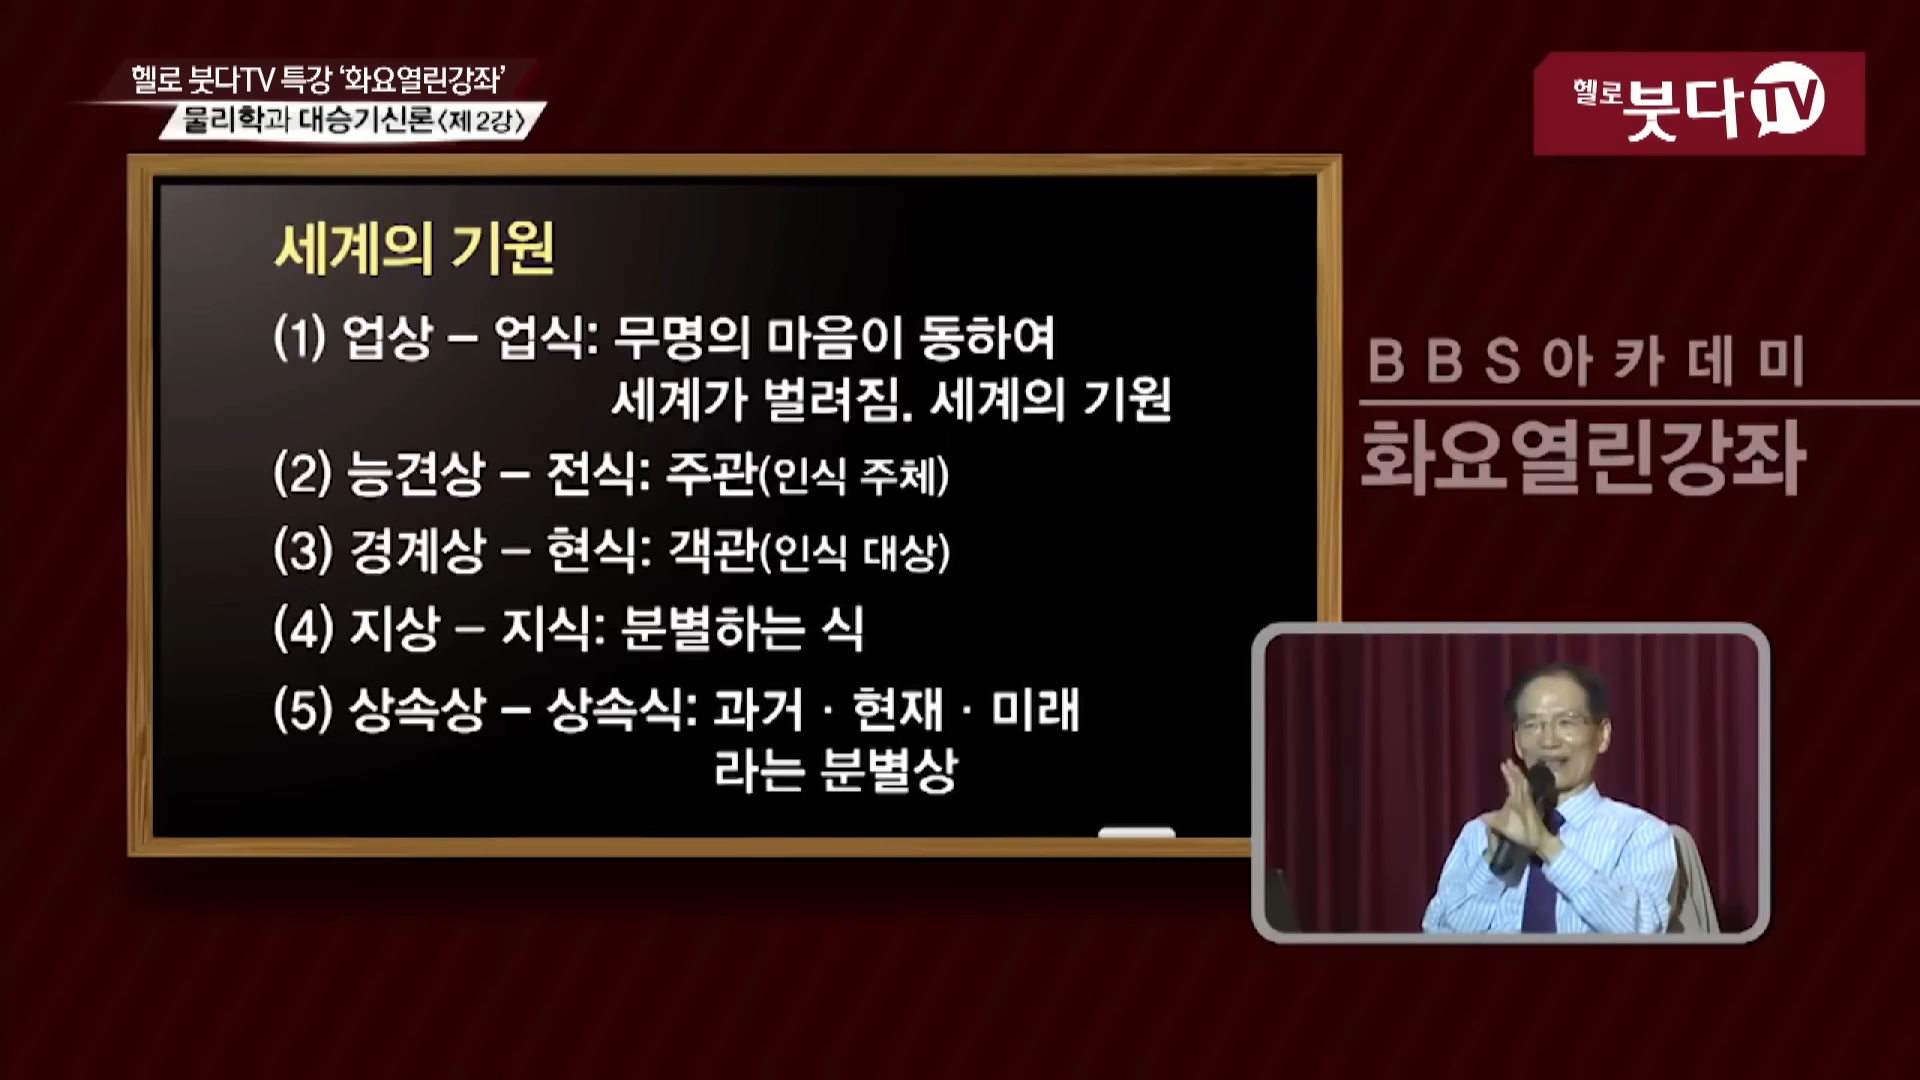 헬로 붓다TV 특강 ‘화요열린강좌’
물리학과 대승기신론<제2강>
헬로붓다TV
세계의 기원
(1) 업상 – 업식: 무명의 마음이 동하여
세계가 벌려짐. 세계의 기원
(2) 능견상 – 전식: 주관(인식 주체)
(3) 경계상 – 현식: 객관(인식 대상)
(4) 지상 – 지식: 분별하는 식
(5) 상속상 – 상속식: 과거 · 현재 · 미래
라는 분별상
BBS아카데미
화요열린강좌